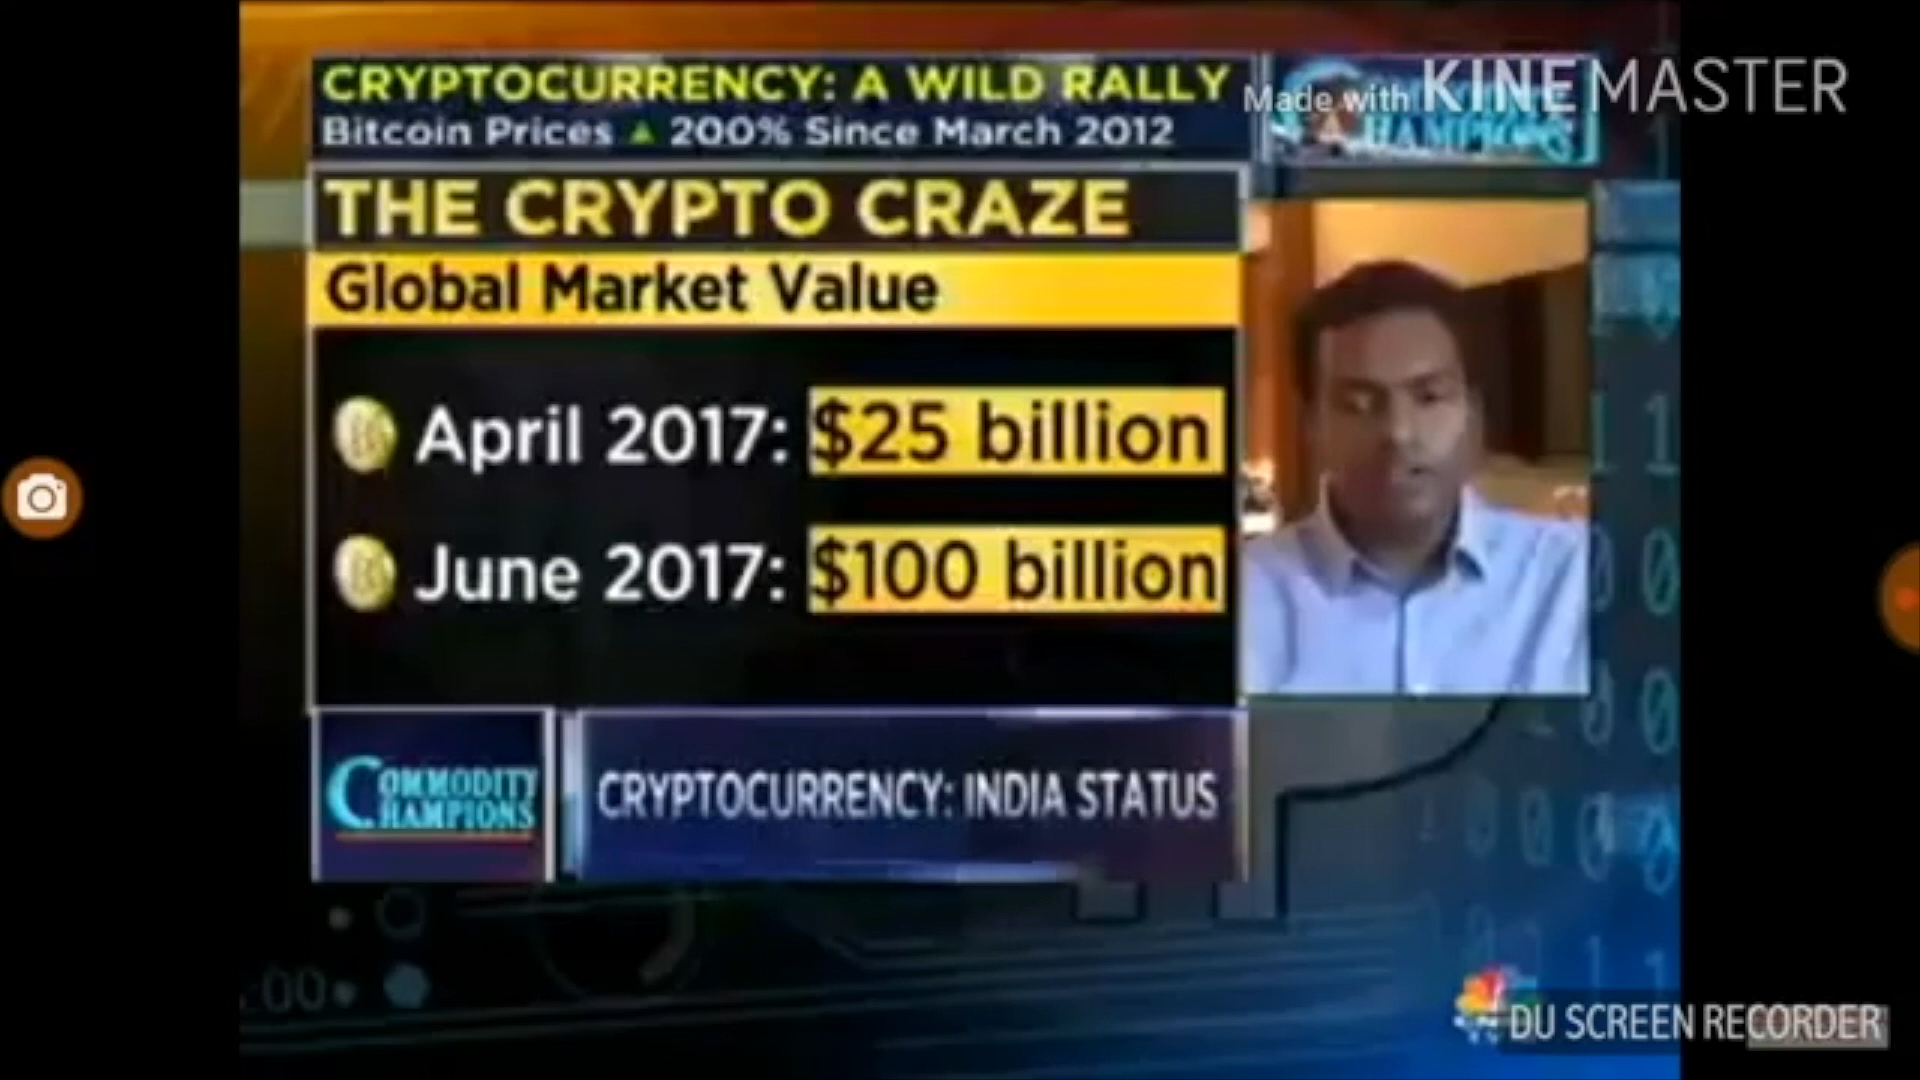 CRYPTOCURRENCY: A WILD RALLY
Bitcoin Prices ▲ 200% Since March 2012
Made with KINEMASTER
THE CRYPTO CRAZE
Global Market Value
April 2017: $25 billion
June 2017: $100 billion
COMMODITY
CHAMPIONS
CRYPTOCURRENCY: INDIA STATUS
DU SCREEN RECORDER